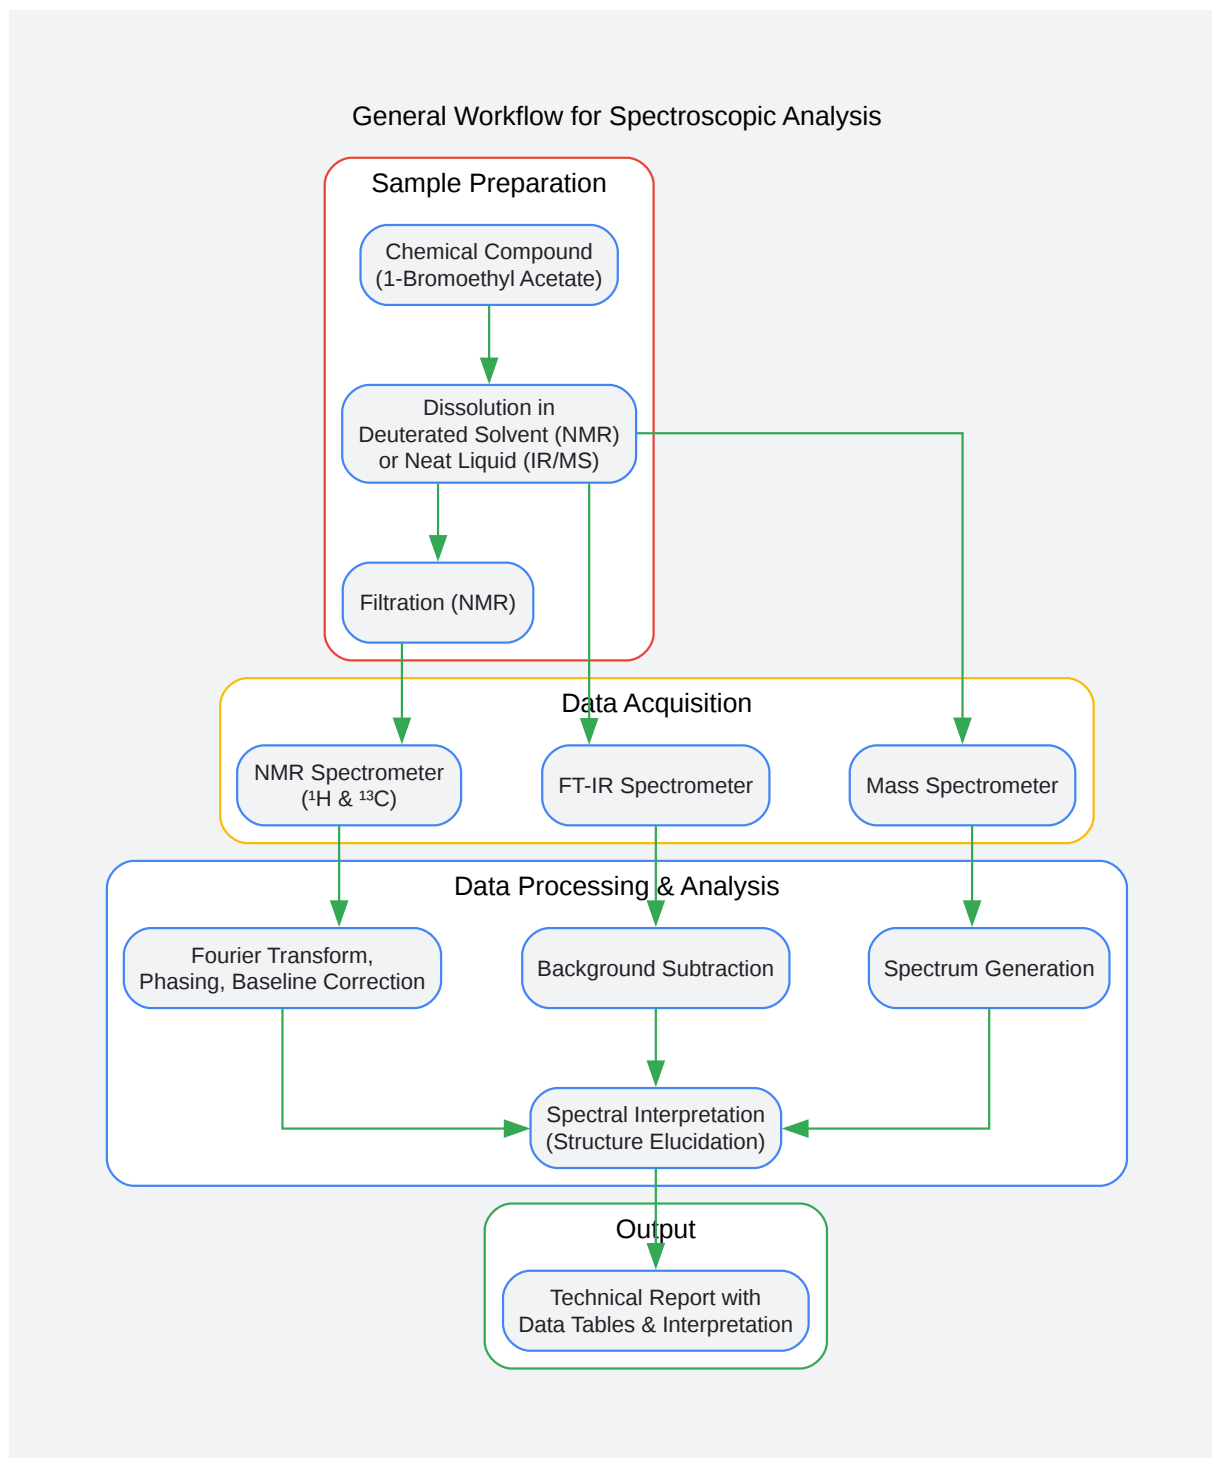 General Workflow for Spectroscopic Analysis
Sample Preparation
Chemical Compound
(1-Bromoethyl Acetate)
Dissolution in
Deuterated Solvent (NMR)
or Neat Liquid (IR/MS)
Filtration (NMR)
Data Acquisition
NMR Spectrometer
(¹H & ¹³C)
FT-IR Spectrometer
Mass Spectrometer
Data Processing & Analysis
Fourier Transform,
Phasing, Baseline Correction
Background Subtraction
Spectrum Generation
Spectral Interpretation
(Structure Elucidation)
Output
Technical Report with
Data Tables & Interpretation